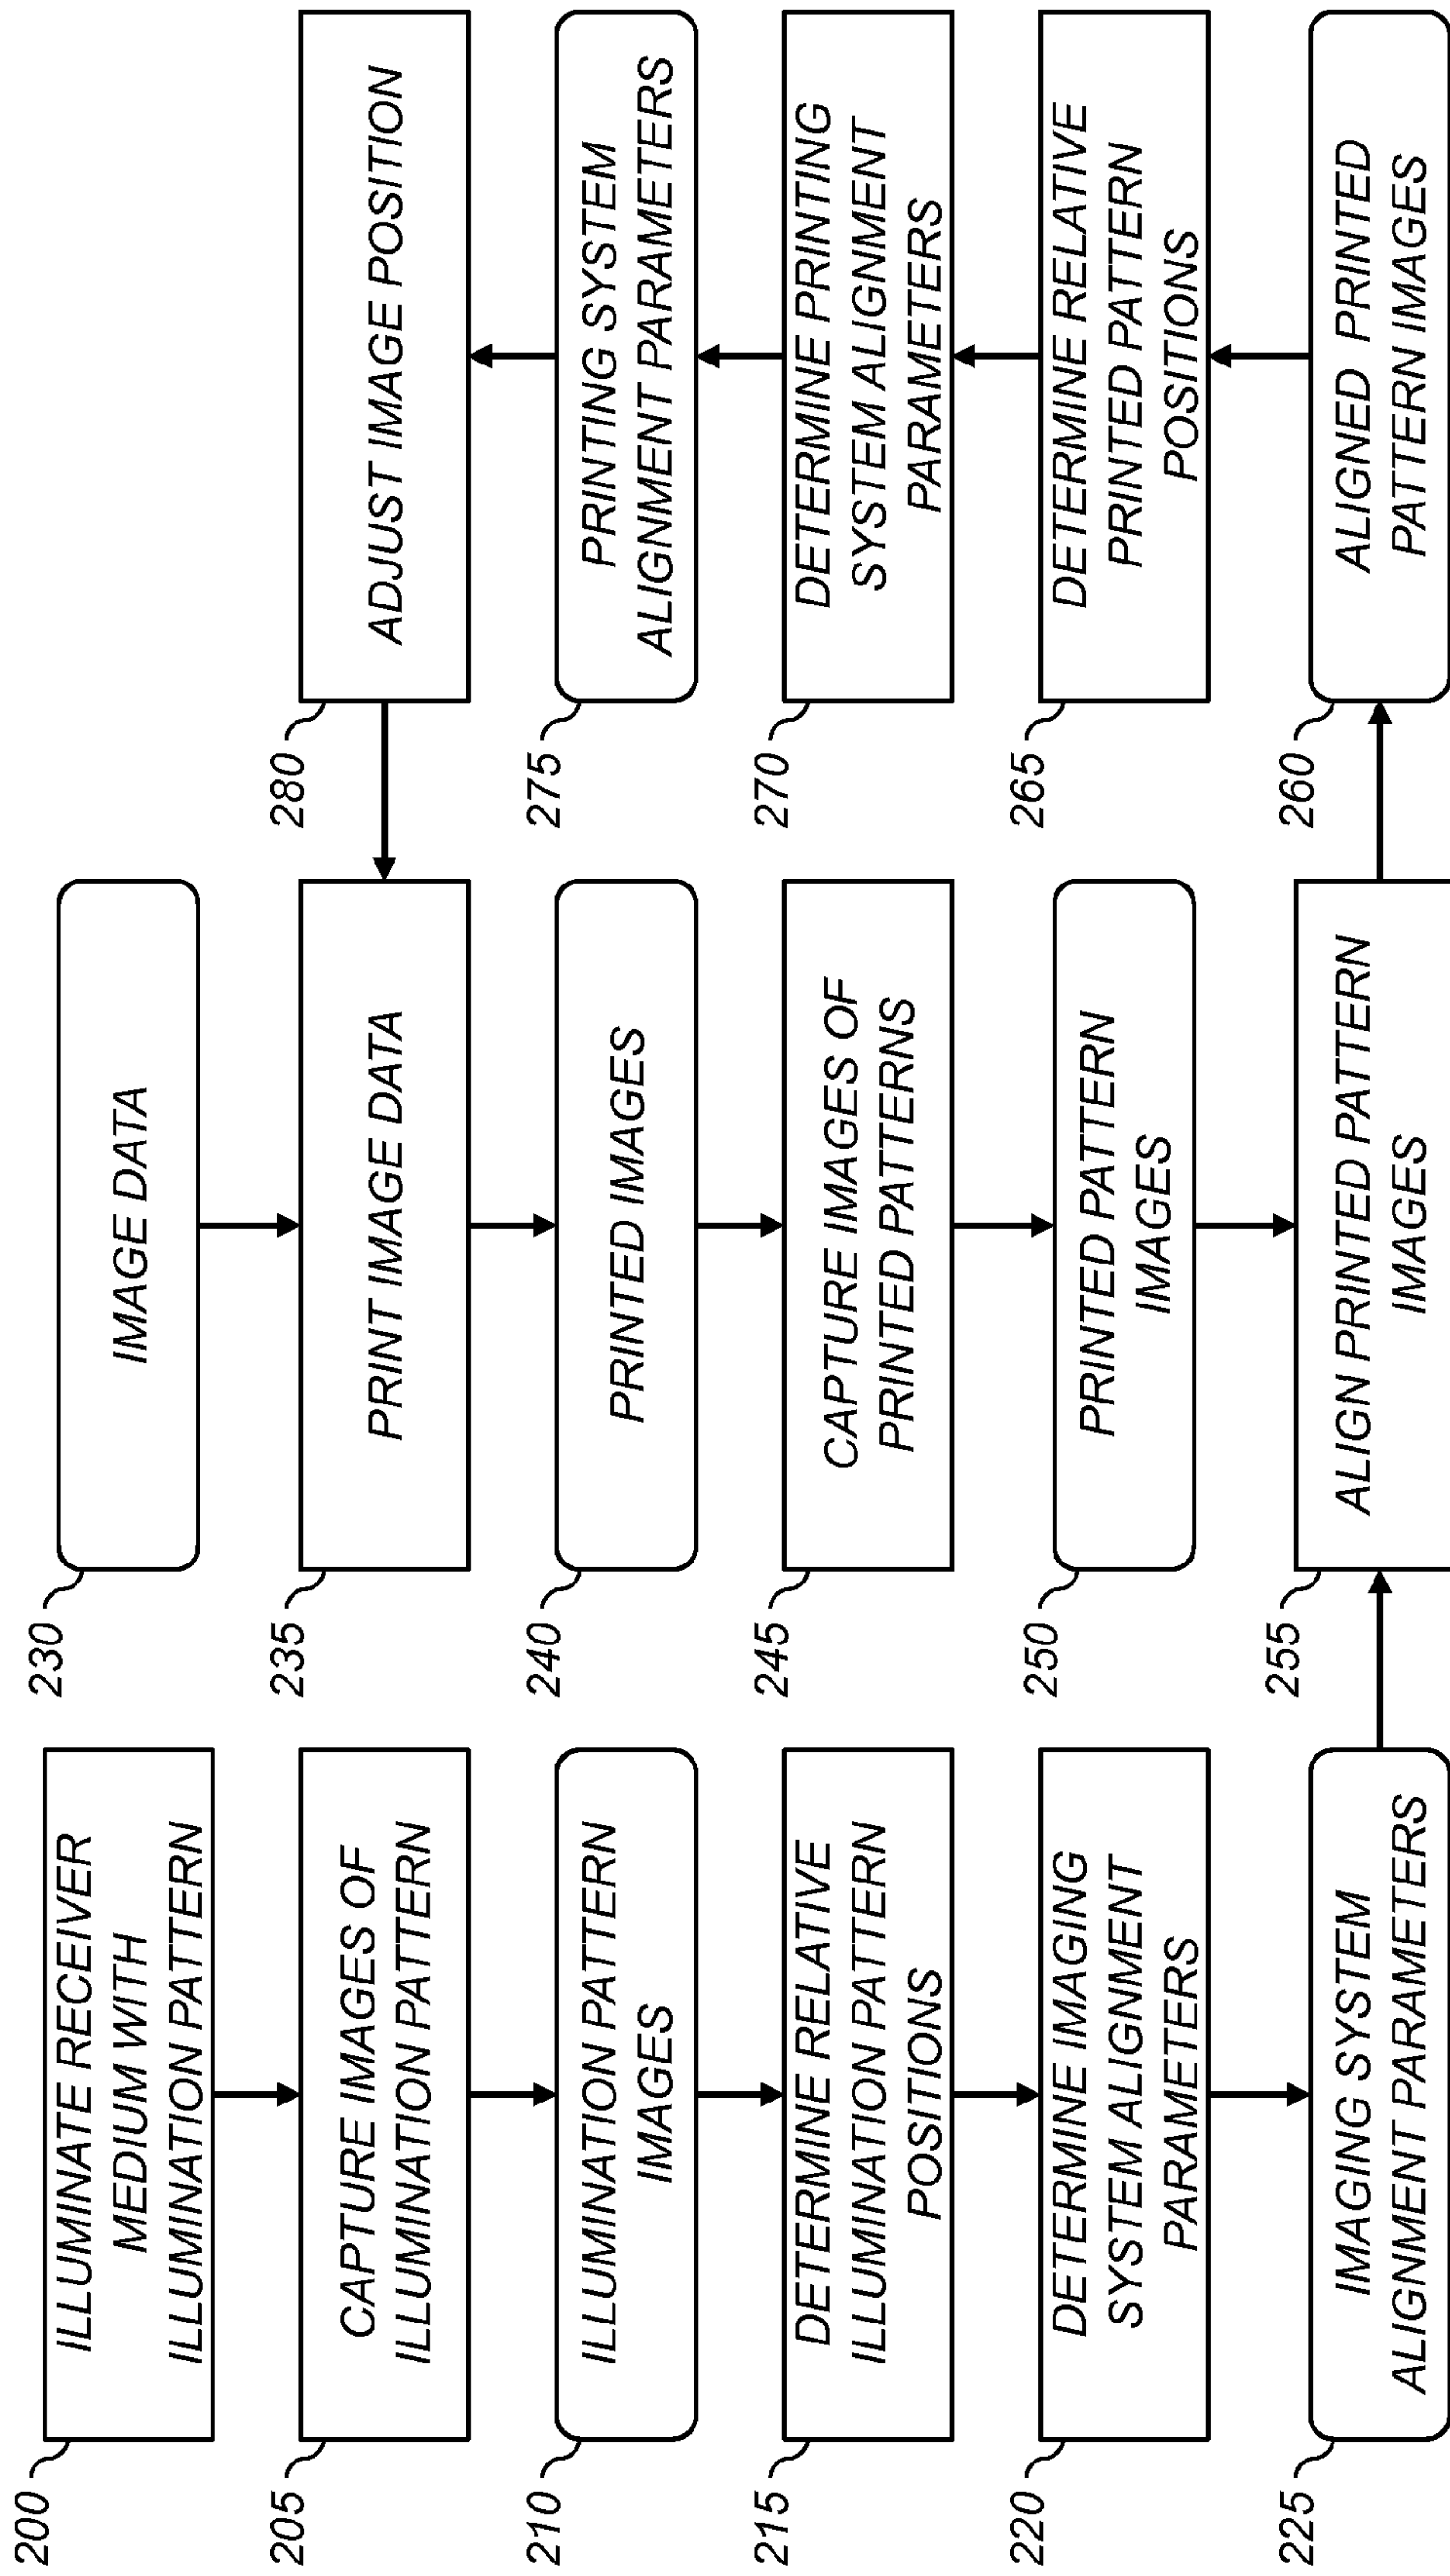 200
ILLUMINATE RECEIVER
MEDIUM WITH
ILLUMINATION PATTERN
205
CAPTURE IMAGES OF
ILLUMINATION PATTERN
210
ILLUMINATION PATTERN
IMAGES
215
DETERMINE RELATIVE
ILLUMINATION PATTERN
POSITIONS
220
DETERMINE IMAGING
SYSTEM ALIGNMENT
PARAMETERS
225
IMAGING SYSTEM
ALIGNMENT PARAMETERS
230
IMAGE DATA
235
PRINT IMAGE DATA
240
PRINTED IMAGES
245
CAPTURE IMAGES OF
PRINTED PATTERNS
250
PRINTED PATTERN
IMAGES
255
ALIGN PRINTED PATTERN
IMAGES
280
ADJUST IMAGE POSITION
275
PRINTING SYSTEM
ALIGNMENT PARAMETERS
270
DETERMINE PRINTING
SYSTEM ALIGNMENT
PARAMETERS
265
DETERMINE RELATIVE
PRINTED PATTERN
POSITIONS
260
ALIGNED PRINTED
PATTERN IMAGES